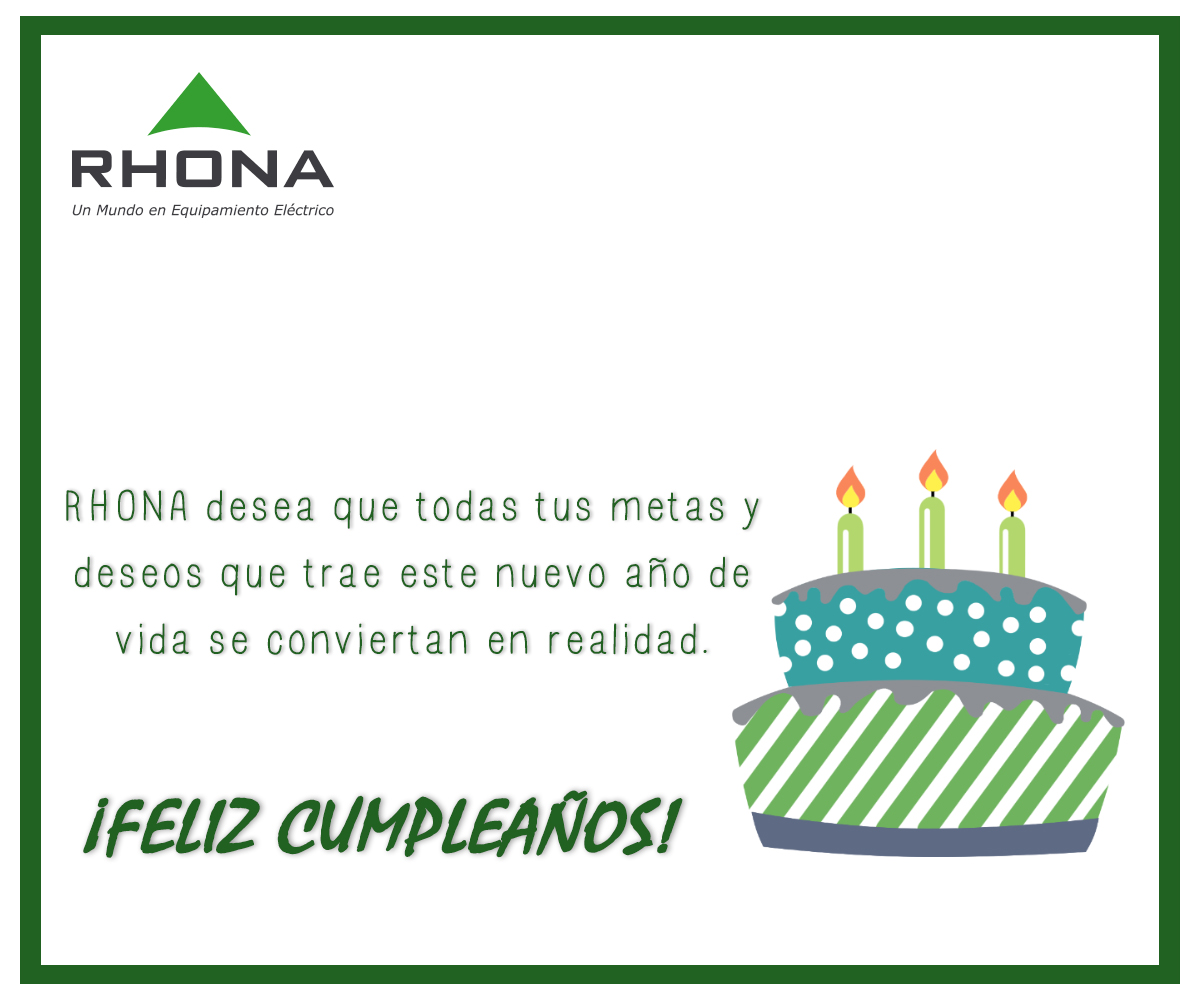 RHONA
Un Mundo en Equipamiento Eléctrico
RHONA desea que todas tus metas y
deseos que trae este nuevo año de
vida se conviertan en realidad.
¡FELIZ CUMPLEAÑOS!